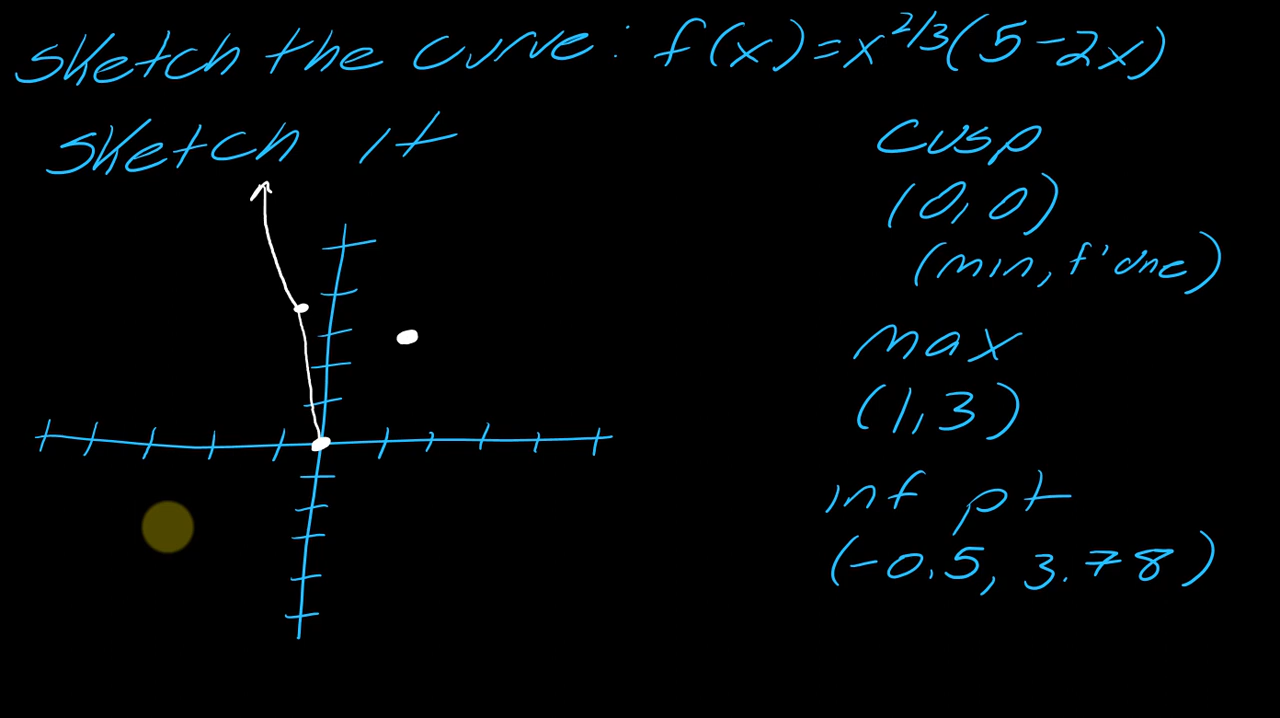 Sketch the curve: f(x)=x^2/3(5-2x)
Sketch it
cusp
(0,0)
(min, f' dne)
max
(1,3)
inf pt
(-0.5, 3.78)